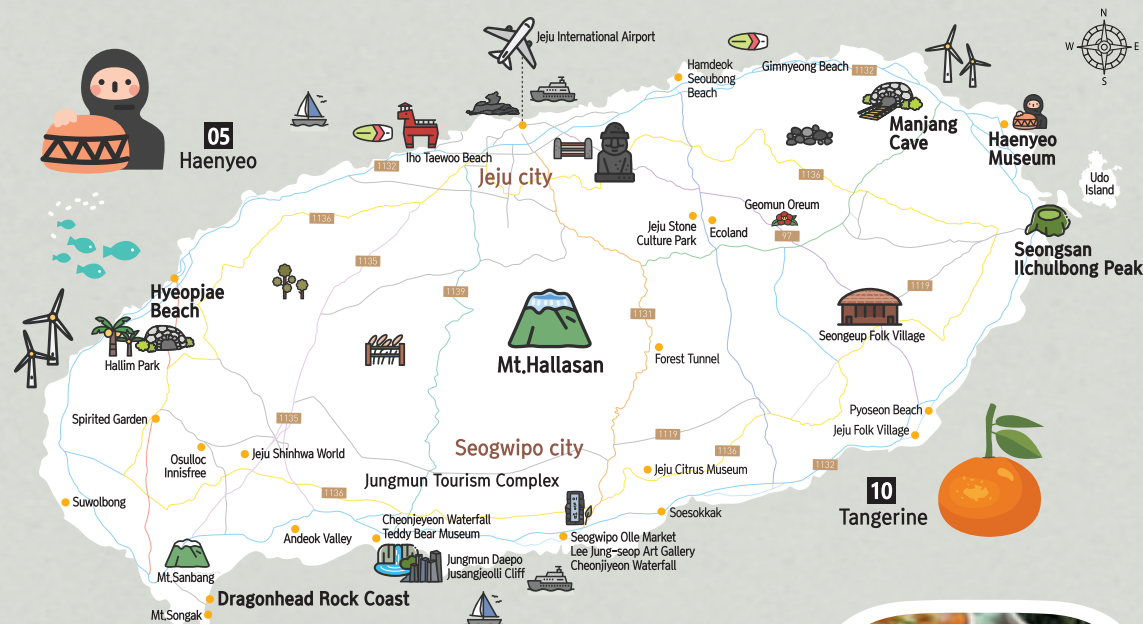 N
W
E
S
Jeju International Airport
Hamdeok
Seoubong
Beach
Gimnyeong Beach
1132
05
Haenyeo
Manjang
Cave
Haenyeo
Museum
Iho Taewoo Beach
1132
Jeju city
1136
Udo
Island
Geomun Oreum
1136
Jeju Stone
Culture Park
Ecoland
97
Seongsan
Ilchulbong Peak
1135
1139
1119
Hyeopjae
Beach
1131
Seongeup Folk Village
Mt.Hallasan
Forest Tunnel
Hallim Park
Spirited Garden
1135
Pyoseon Beach
Jeju Folk Village
1119
Seogwipo city
Osulloc
Innisfree
Jeju Shinhwa World
1136
1132
Jeju Citrus Museum
Jungmun Tourism Complex
1136
10
Tangerine
Suwolbong
Soesokkak
Cheonjeyeon Waterfall
Teddy Bear Museum
Andeok Valley
Seogwipo Olle Market
Lee Jung-seop Art Gallery
Cheonjiyeon Waterfall
Jungmun Daepo
Jusangjeolli Cliff
Mt.Sanbang
Dragonhead Rock Coast
Mt.Songak